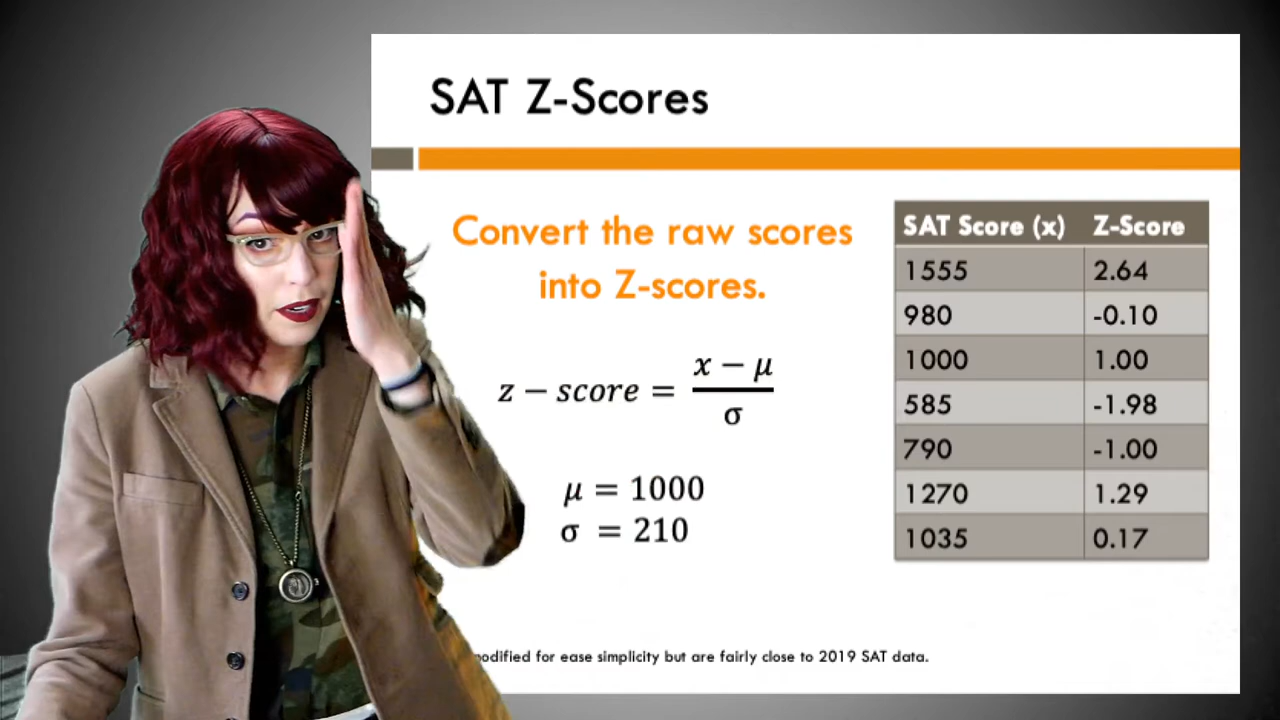 SAT Z-Scores
Convert the raw scores
into Z-scores.
z − score = x − μ / σ
μ = 1000
σ = 210
SAT Score (x) Z-Score
1555 2.64
980 -0.10
1000 1.00
585 -1.98
790 -1.00
1270 1.29
1035 0.17
for ease simplicity but are fairly close to 2019 SAT data.